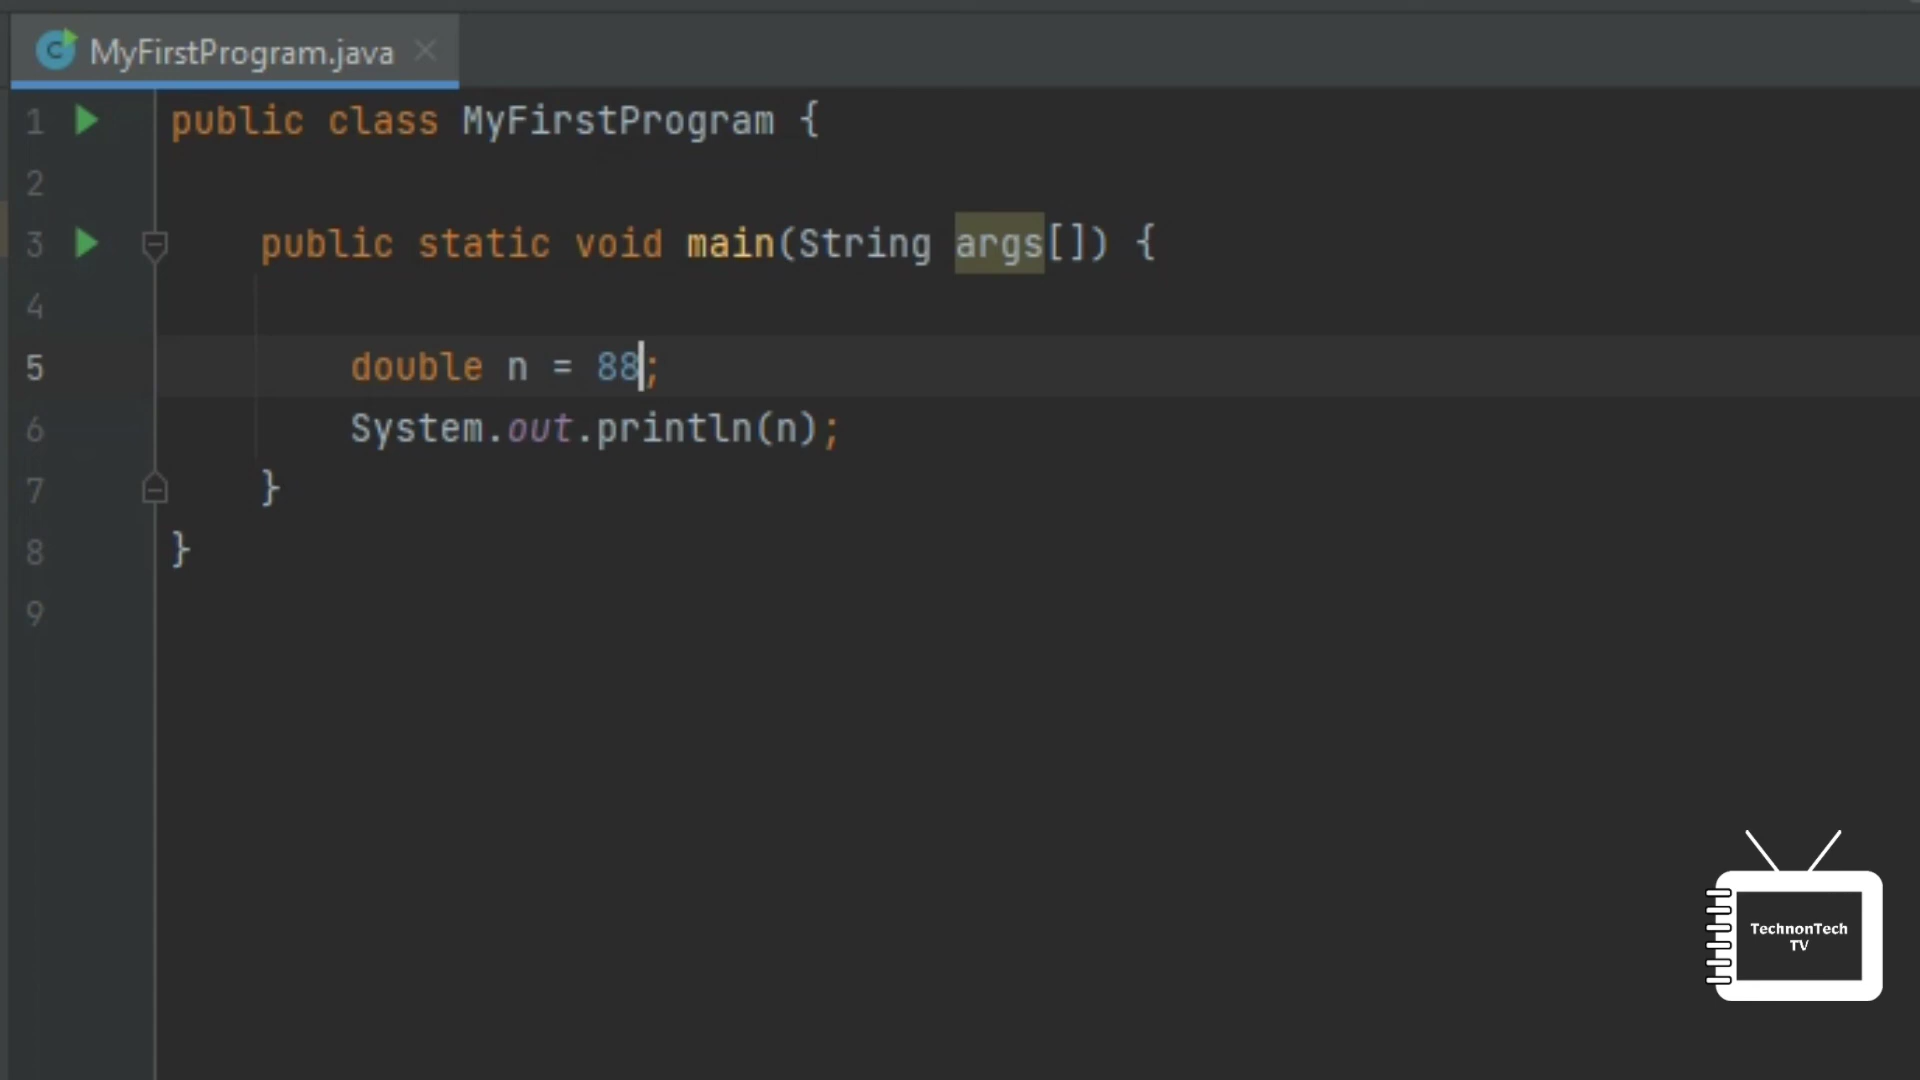 MyFirstProgram.java
1 public class MyFirstProgram {
2
3 public static void main(String args[]) {
4
5 double n = 88;
6 System.out.println(n);
7 }
8 }
9
TechnonTech
TV